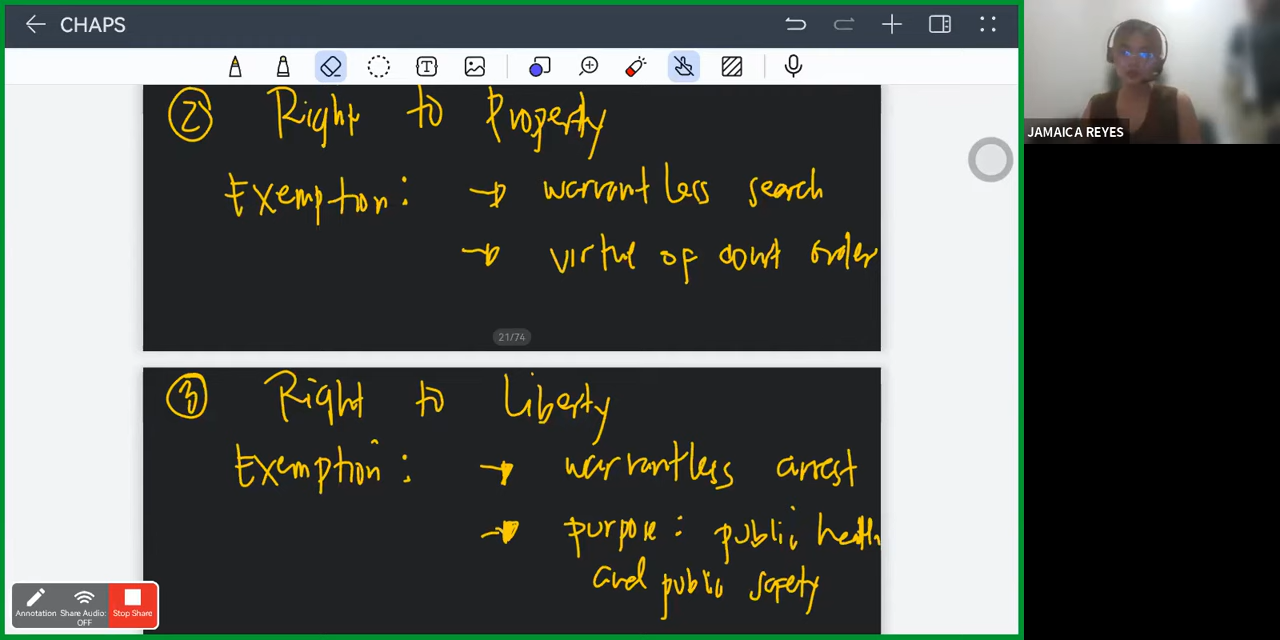 CHAPS
JAMAICA REYES
② Right to Property
Exemption: → warrantless search
→ virtue of court order
21/74
③ Right to Liberty
Exemption: → warrantless arrest
→ purpose: public health
and public safety
Annotation Share Audio: OFF Stop Share